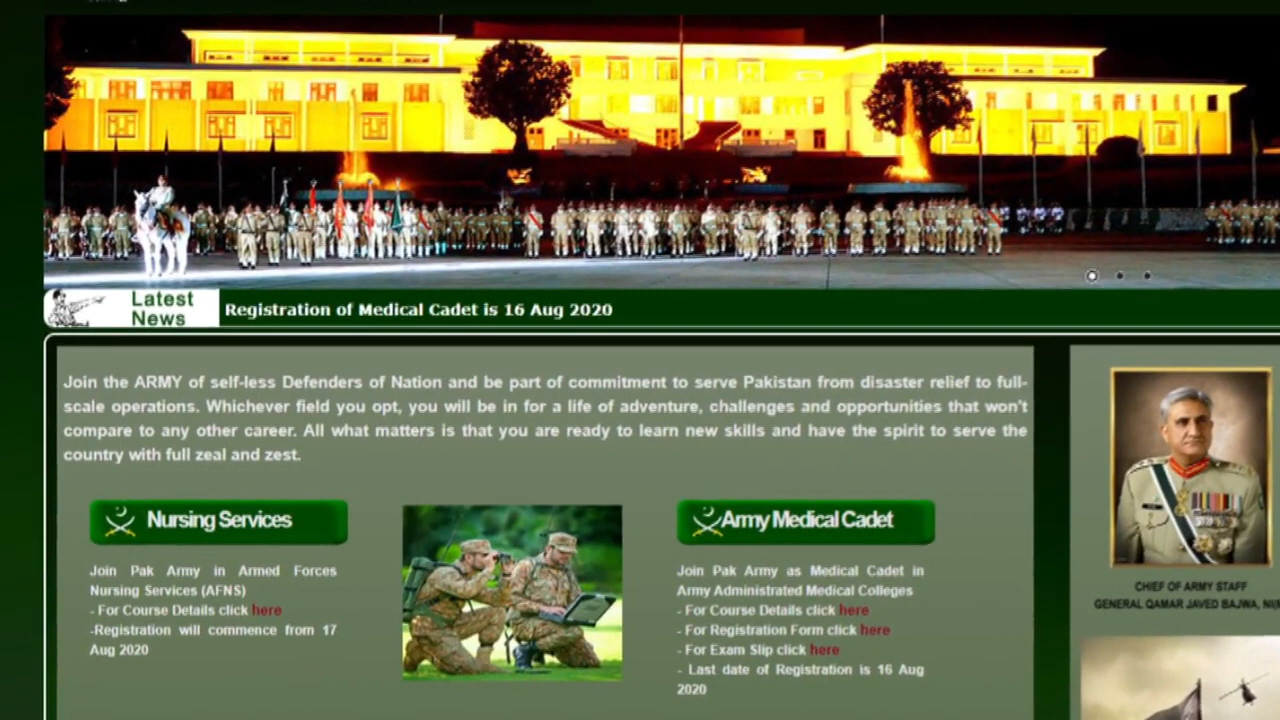 Latest
News
Registration of Medical Cadet is 16 Aug 2020
Join the ARMY of self-less Defenders of Nation and be part of commitment to serve Pakistan from disaster relief to full-
scale operations. Whichever field you opt, you will be in for a life of adventure, challenges and opportunities that won't
compare to any other career. All what matters is that you are ready to learn new skills and have the spirit to serve the
country with full zeal and zest.
Nursing Services
Join Pak Army in Armed Forces
Nursing Services (AFNS)
- For Course Details click here
-Registration will commence from 17
Aug 2020
Army Medical Cadet
Join Pak Army as Medical Cadet in
Army Administrated Medical Colleges
- For Course Details click here
- For Registration Form click here
- For Exam Slip click here
- Last date of Registration is 16 Aug
2020
CHIEF OF ARMY STAFF
GENERAL QAMAR JAVED BAJWA,